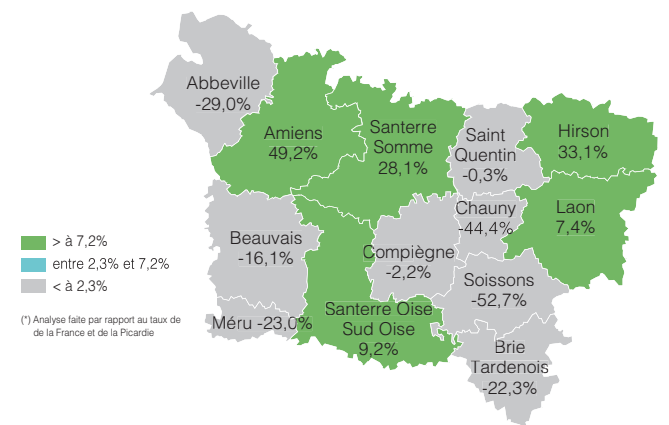 Abbeville
-29,0%
Amiens
49,2%
Santerre
Somme
28,1%
Saint
Quentin
-0,3%
Hirson
33,1%
Chauny
-44,4%
Laon
7,4%
Beauvais
-16,1%
Compiègne
-2,2%
Soissons
-52,7%
Méru -23,0%
Santerre Oise
Sud Oise
9,2%
Brie
Tardenois
-22,3%
> à 7,2%
entre 2,3% et 7,2%
< à 2,3%
(*) Analyse faite par rapport au taux de
de la France et de la Picardie